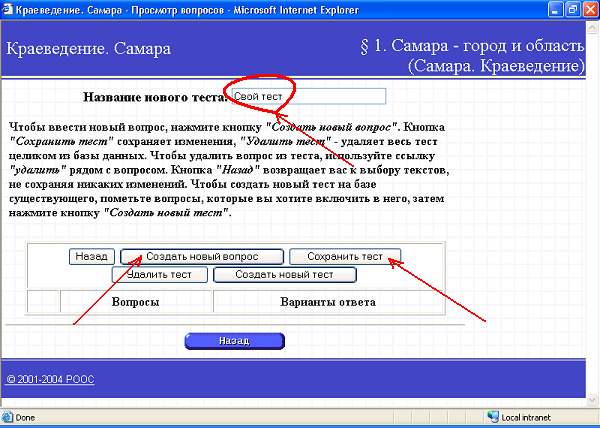 Краеведение. Самара - Просмотр вопросов - Microsoft Internet Explorer
Краеведение. Самара
§ 1. Самара - город и область
(Самара. Краеведение)
Название нового теста: Свой тест
Чтобы ввести новый вопрос, нажмите кнопку "Создать новый вопрос". Кнопка
"Сохранить тест" сохраняет изменения, "Удалить тест" - удаляет весь тест
целиком из базы данных. Чтобы удалить вопрос из теста, используйте ссылку
"удалить" рядом с вопросом. Кнопка "Назад" возвращает вас к выбору текстов,
не сохраняя никаких изменений. Чтобы создать новый тест на базе
существующего, пометьте вопросы, которые вы хотите включить в него, затем
нажмите кнопку "Создать новый тест".
Назад Создать новый вопрос Сохранить тест
Удалить тест Создать новый тест
Вопросы Варианты ответа
Назад
© 2001-2004 РООС
Done Local intranet